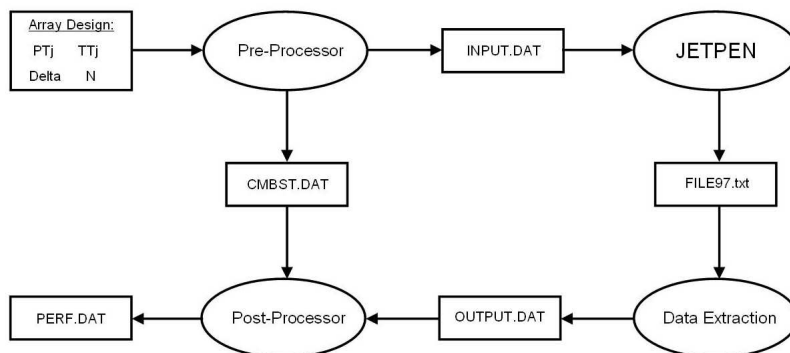 Array Design:
PTj TTj
Delta N
Pre-Processor
INPUT.DAT
JETPEN
CMBST.DAT
FILE97.txt
PERF.DAT
Post-Processor
OUTPUT.DAT
Data Extraction